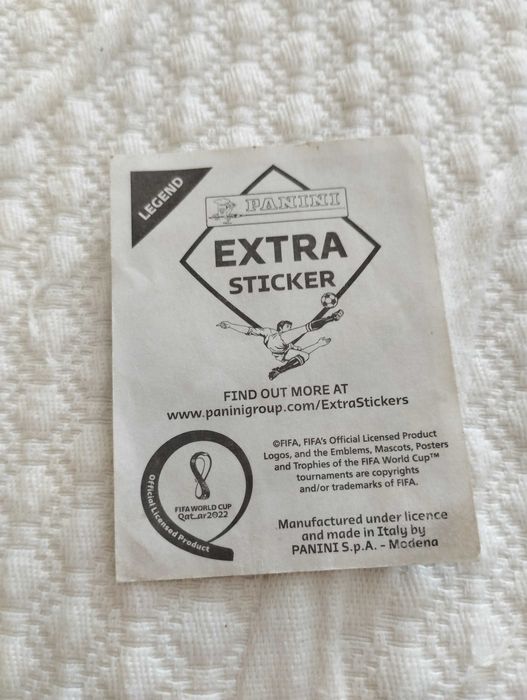 LEGEND
PANINI
EXTRA
STICKER
FIND OUT MORE AT
www.paninigroup.com/ExtraStickers
©FIFA, FIFA's Official Licensed Product
Logos, and the Emblems, Mascots, Posters
and Trophies of the FIFA World Cup™
tournaments are copyrights
and/or trademarks of FIFA.
FIFA WORLD CUP
Qatar2022
Official Licensed Product
Manufactured under licence
and made in Italy by
PANINI S.p.A. - Modena